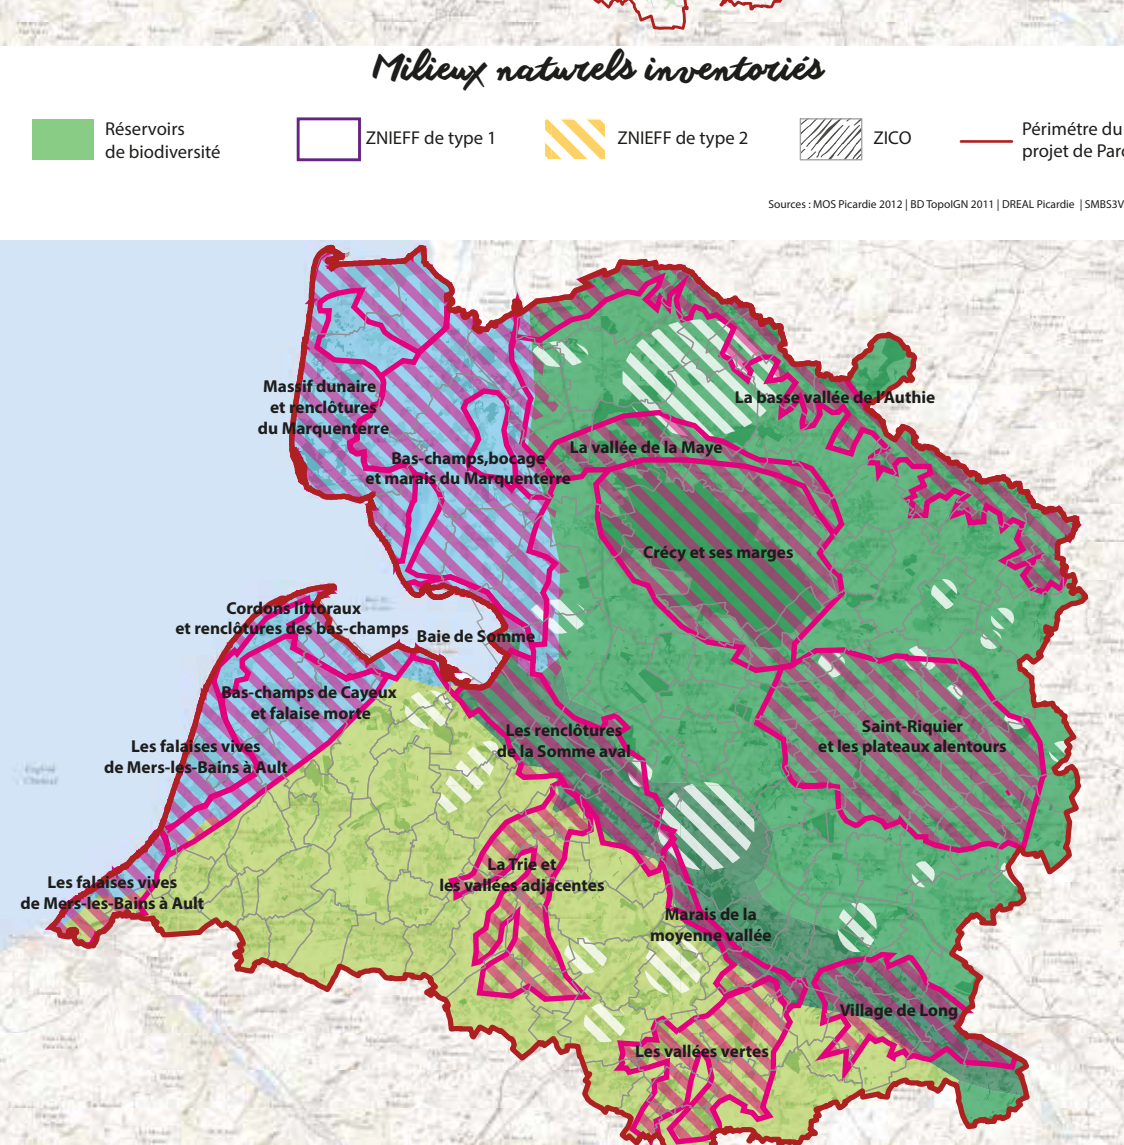 Milieux naturels inventoriés
Réservoirs
de biodiversité
ZNIEFF de type 1
ZNIEFF de type 2
ZICO
Périmétre du
projet de Parc
Sources : MOS Picardie 2012 | BD TopoIGN 2011 | DREAL Picardie | SMBS3V
Massif dunaire
et renclôtures
du Marquenterre
La basse vallée de l'Authie
La vallée de la Maye
Bas-champs,bocage
et marais du Marquenterre
Crécy et ses marges
Cordons littoraux
et renclôtures des bas-champs
Baie de Somme
Bas-champs de Cayeux
et falaise morte
Les renclôtures
de la Somme aval
Saint-Riquier
et les plateaux alentours
Les falaises vives
de Mers-les-Bains à Ault
La Trie et
les vallées adjacentes
Les falaises vives
de Mers-les-Bains à Ault
Marais de la
moyenne vallée
Village de Long
Les vallées vertes